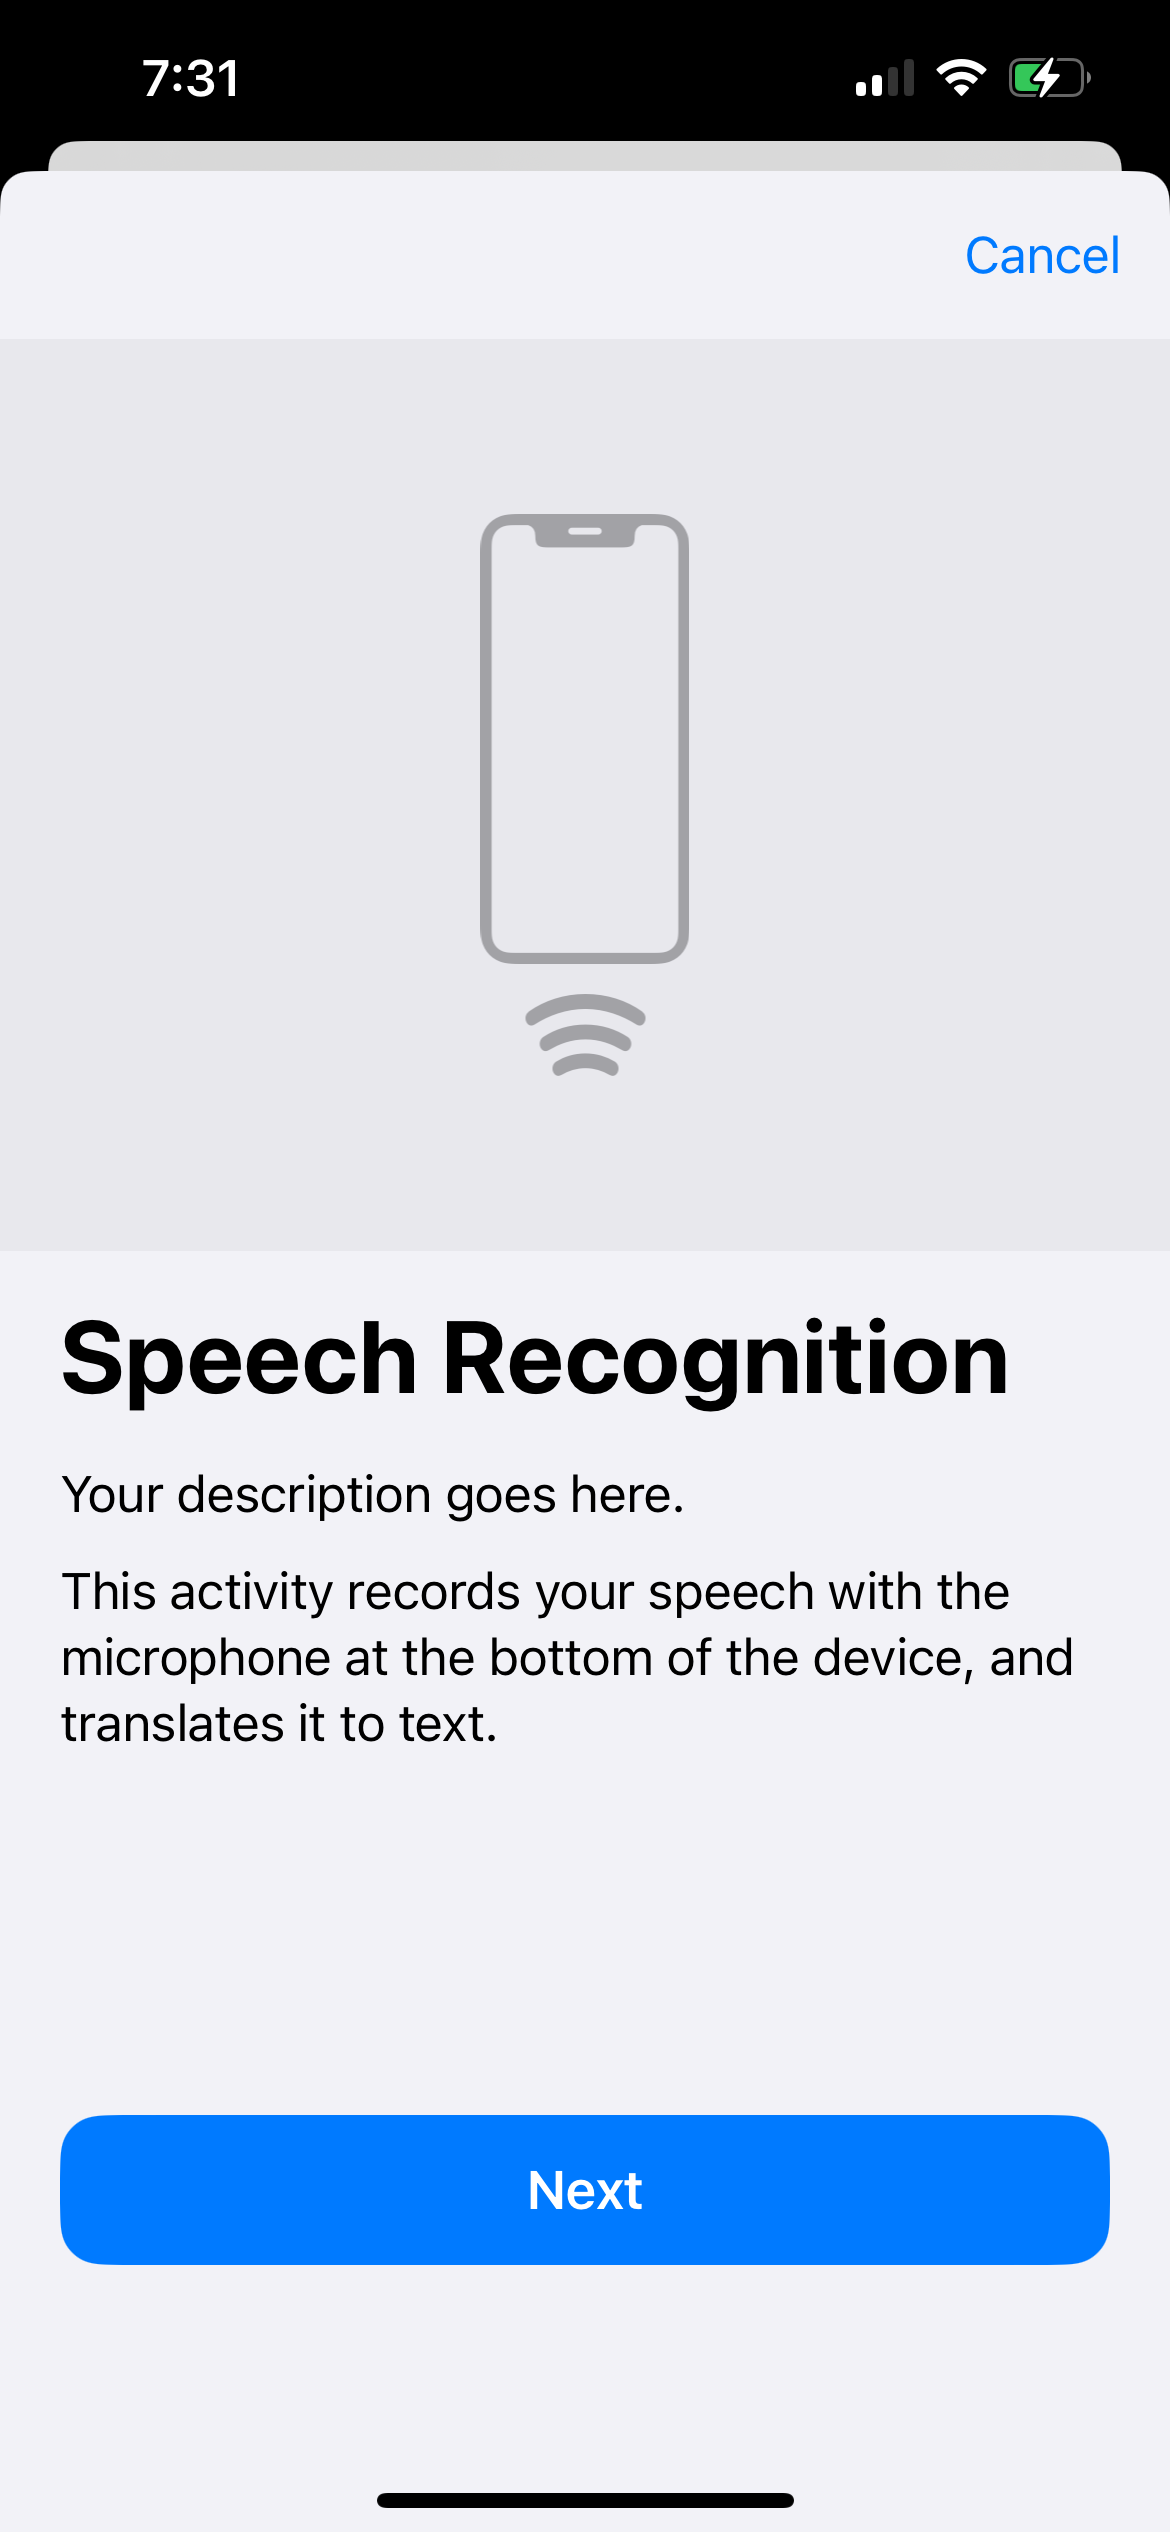 7:31
Cancel
Speech Recognition
Your description goes here.
This activity records your speech with the
microphone at the bottom of the device, and
translates it to text.
Next